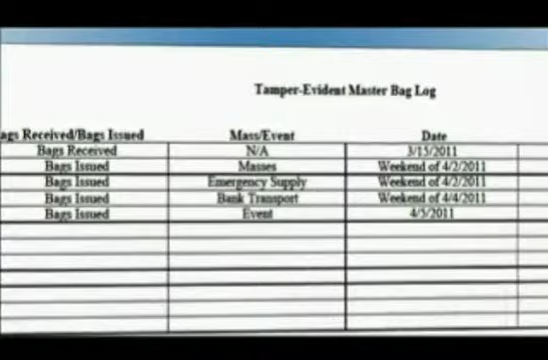 Tamper-Evident Master Bag Log
ags Received/Bags Issued Mass/Event Date
Bags Received N/A 3/15/2011
Bags Issued Masses Weekend of 4/2/2011
Bags Issued Emergency Supply Weekend of 4/2/2011
Bags Issued Bank Transport Weekend of 4/4/2011
Bags Issued Event 4/5/2011